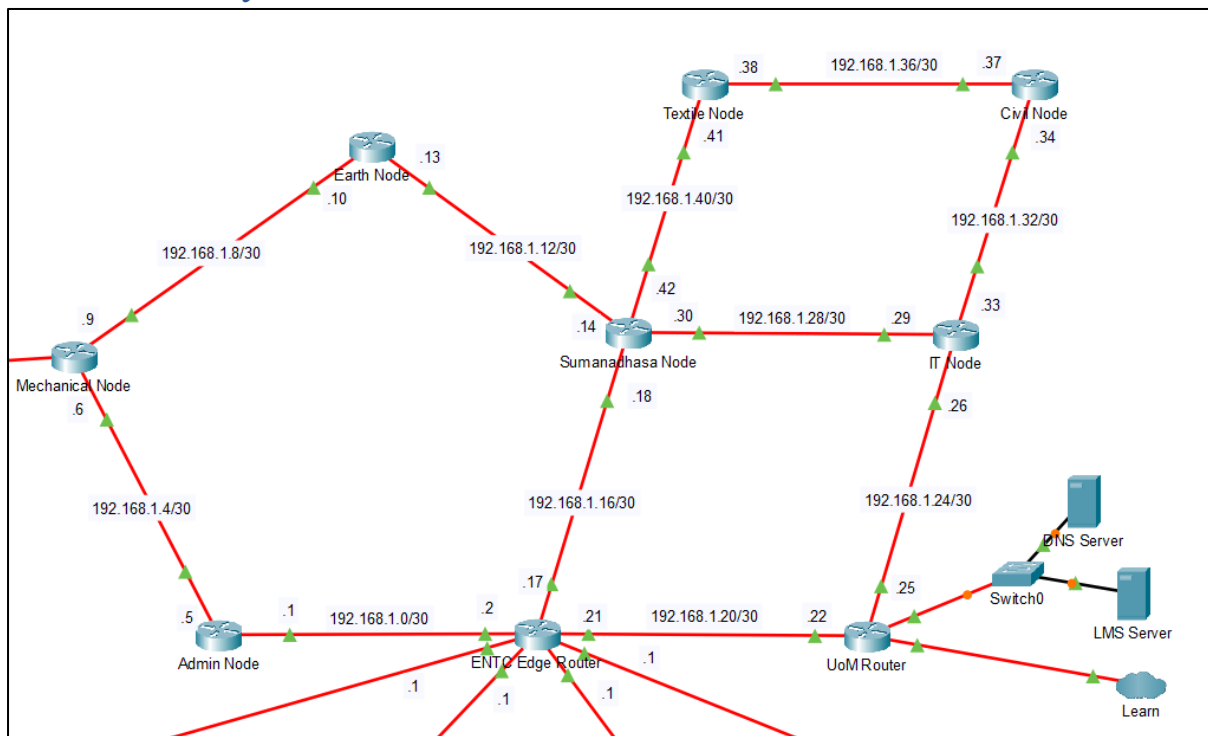 .38
192.168.1.36/30
.37
Textile Node
Civil Node
.41
.34
.13
Earth Node
.10
192.168.1.40/30
192.168.1.32/30
192.168.1.8/30
192.168.1.12/30
.42
.33
.9
.14
.30
192.168.1.28/30
.29
Mechanical Node
Sumanadhasa Node
IT Node
.6
.18
.26
192.168.1.4/30
192.168.1.16/30
192.168.1.24/30
DNS Server
.17
.25
Switch0
.5
.1
192.168.1.0/30
.2
.21
192.168.1.20/30
.22
LMS Server
Admin Node
ENTC Edge Router
.1
UoM Router
.1
.1
.1
Learn